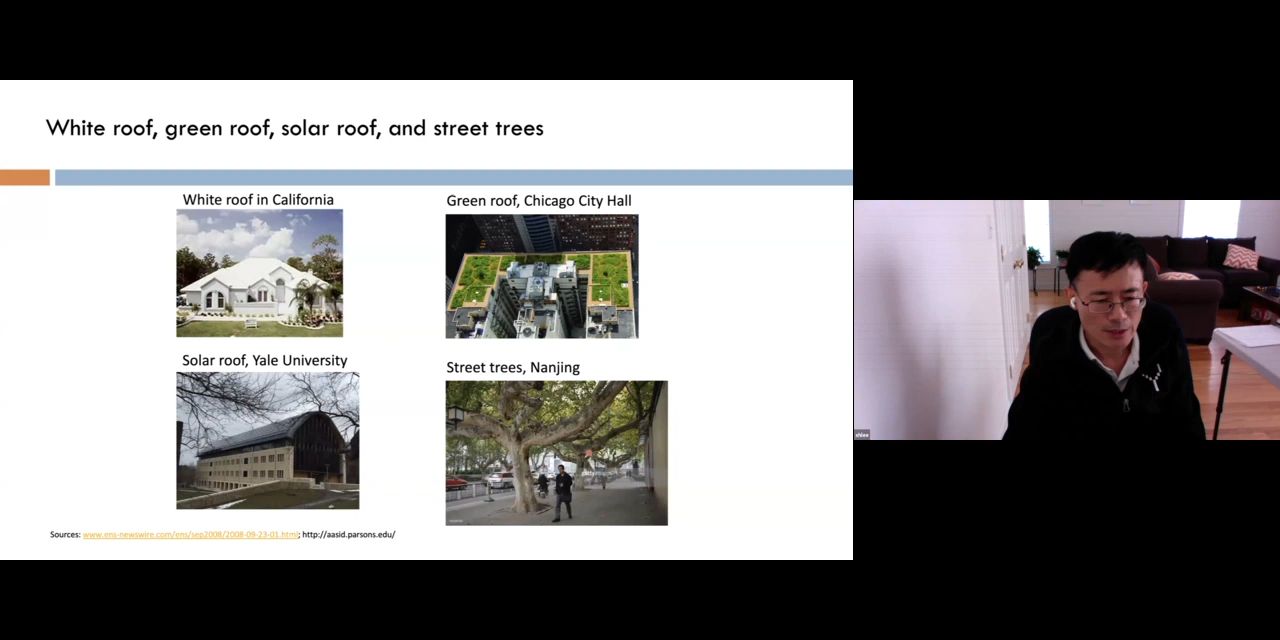 White roof, green roof, solar roof, and street trees
White roof in California
Green roof, Chicago City Hall
Solar roof, Yale University
Street trees, Nanjing
Sources: www.ens-newswire.com/ens/sep2008/2008-09-23-01.html; http://aasid.parsons.edu/
xhlee